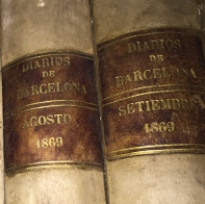 DIARIOS
DE
BARCELONA
AGOSTO
1869
DIARIOS
DE
BARCELONA
SETIEMBRE
1869